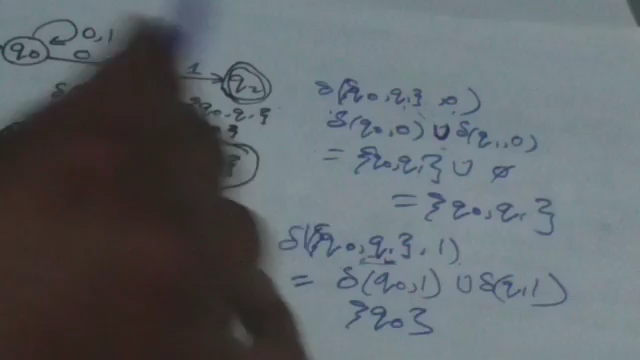 q0 0,1
0 1 q2
δ({q0,q1},0)
δ(q0,0) ∪ δ(q1,0)
= {q0,q1} ∪ ∅
= {q0,q1}
δ({q0,q1},1)
= δ(q0,1) ∪ δ(q1,1)
{q0}